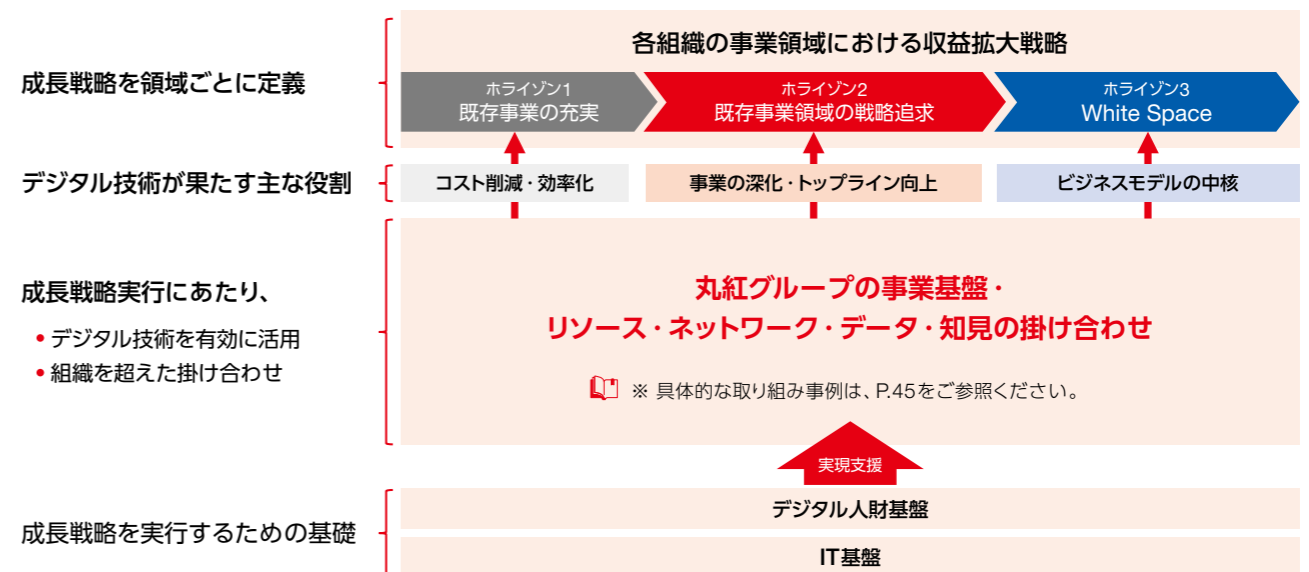 各組織の事業領域における収益拡大戦略
成長戦略を領域ごとに定義
ホライゾン1
既存事業の充実
ホライゾン2
既存事業領域の戦略追求
ホライゾン3
White Space
デジタル技術が果たす主な役割
コスト削減・効率化
事業の深化・トップライン向上
ビジネスモデルの中核
成長戦略実行にあたり、
• デジタル技術を有効に活用
• 組織を超えた掛け合わせ
丸紅グループの事業基盤・
リソース・ネットワーク・データ・知見の掛け合わせ
※ 具体的な取り組み事例は、P.45をご参照ください。
実現支援
成長戦略を実行するための基礎
デジタル人財基盤
IT基盤